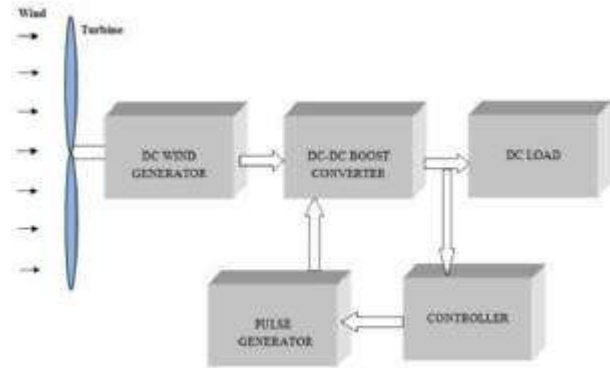 Wind
Turbine
DC WIND
GENERATOR
DC-DC BOOST
CONVERTER
DC LOAD
PULSE
GENERATOR
CONTROLLER